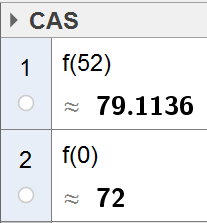 CAS
1 f(52)
≈ 79.1136
2 f(0)
≈ 72